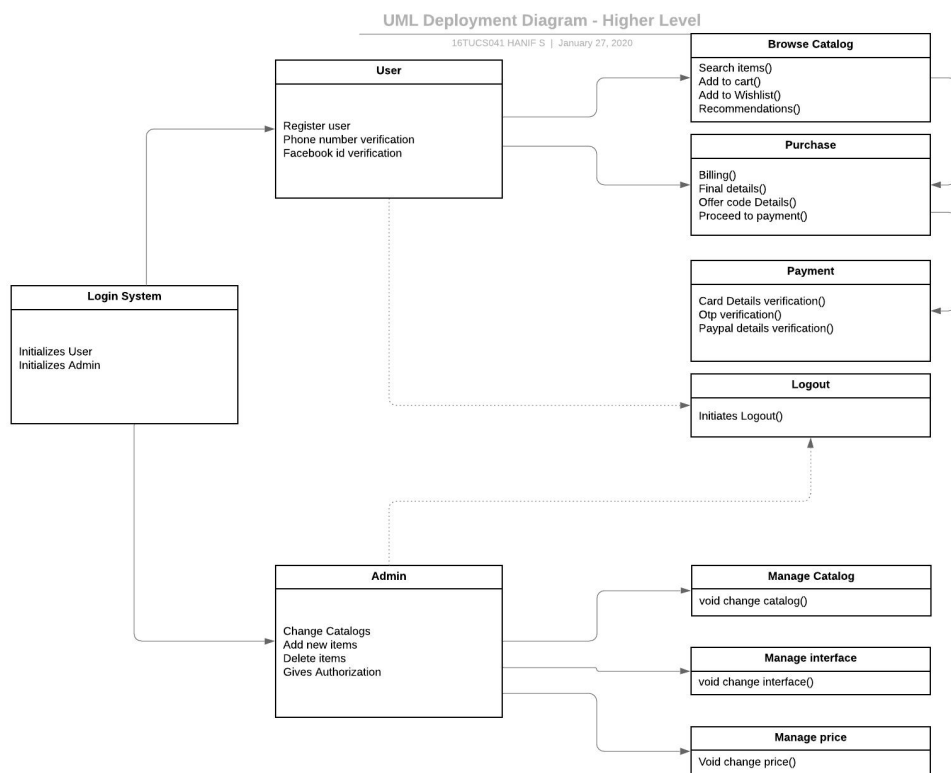 UML Deployment Diagram - Higher Level
16TUCS041 HANIF S | January 27, 2020
Browse Catalog
Search items()
Add to cart()
Add to Wishlist()
Recommendations()
User
Register user
Phone number verification
Facebook id verification
Purchase
Billing()
Final details()
Offer code Details()
Proceed to payment()
Payment
Card Details verification()
Otp verification()
Paypal details verification()
Login System
Initializes User
Initializes Admin
Logout
Initiates Logout()
Admin
Change Catalogs
Add new items
Delete items
Gives Authorization
Manage Catalog
void change catalog()
Manage interface
void change interface()
Manage price
Void change price()